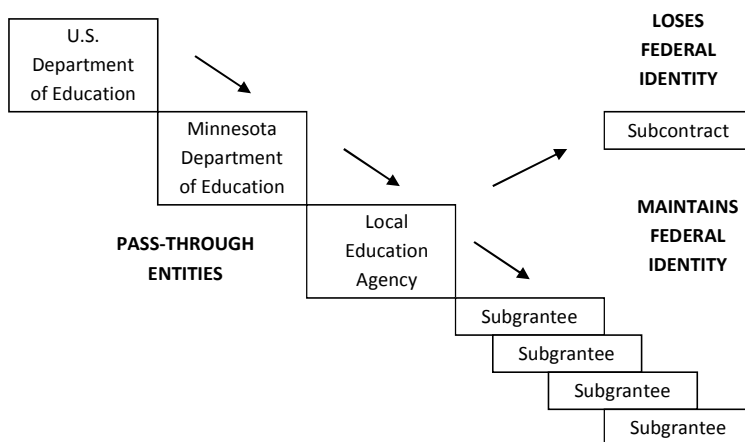 U.S.
Department
of Education
LOSES
FEDERAL
IDENTITY
Minnesota
Department
of Education
Subcontract
Local
Education
Agency
PASS-THROUGH
ENTITIES
MAINTAINS
FEDERAL
IDENTITY
Subgrantee
Subgrantee
Subgrantee
Subgrantee